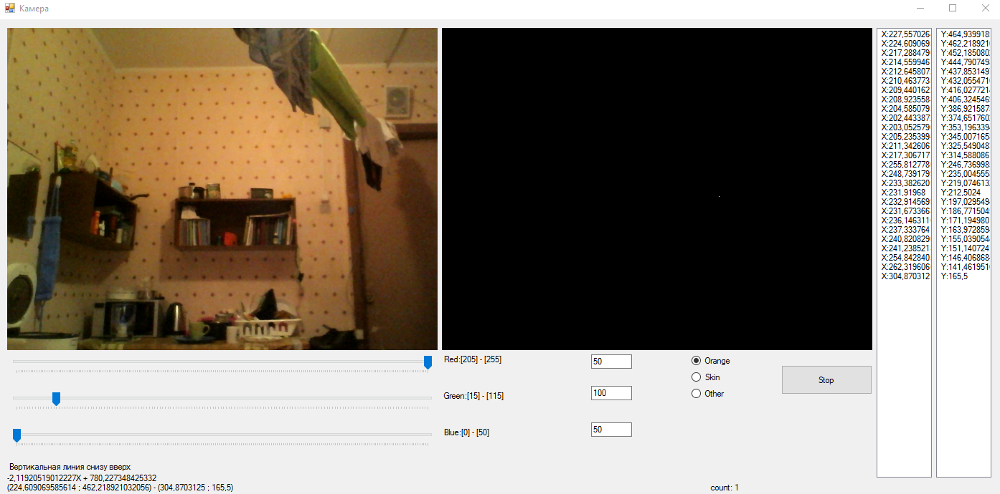 Камера
X:227,557026
X:224,609069
X:217,288479
X:214,559946
X:212,645807
X:210,463773
X:209,440162
X:208,923558
X:204,585079
X:202,443387
X:203,052579
X:205,235399
X:211,342606
X:217,306717
X:255,812778
X:248,739179
X:233,382620
X:231,91968
X:232,914569
X:231,673366
X:236,146311
X:237,333764
X:240,820829
X:241,238521
X:254,842840
X:262,319606
X:304,870312
Y:464,939918
Y:462,218921
Y:452,185080
Y:444,790749
Y:437,853149
Y:432,055471
Y:416,027721
Y:406,324546
Y:386,921587
Y:374,651760
Y:353,196339
Y:345,007165
Y:325,549048
Y:314,588086
Y:246,736998
Y:235,004555
Y:219,074613
Y:212,5024
Y:197,029549
Y:186,771504
Y:171,194980
Y:163,972859
Y:155,039054
Y:151,140724
Y:146,406868
Y:141,461951
Y:165,5
Red:[205] - [255]
50
Orange
Skin
Stop
Green:[15] - [115]
100
Other
Blue:[0] - [50]
50
Вертикальная линия снизу вверх
-2,11920519012227X + 780,227348425332
(224,609069585614 ; 462,218921032056) - (304,8703125 ; 165,5)
count: 1